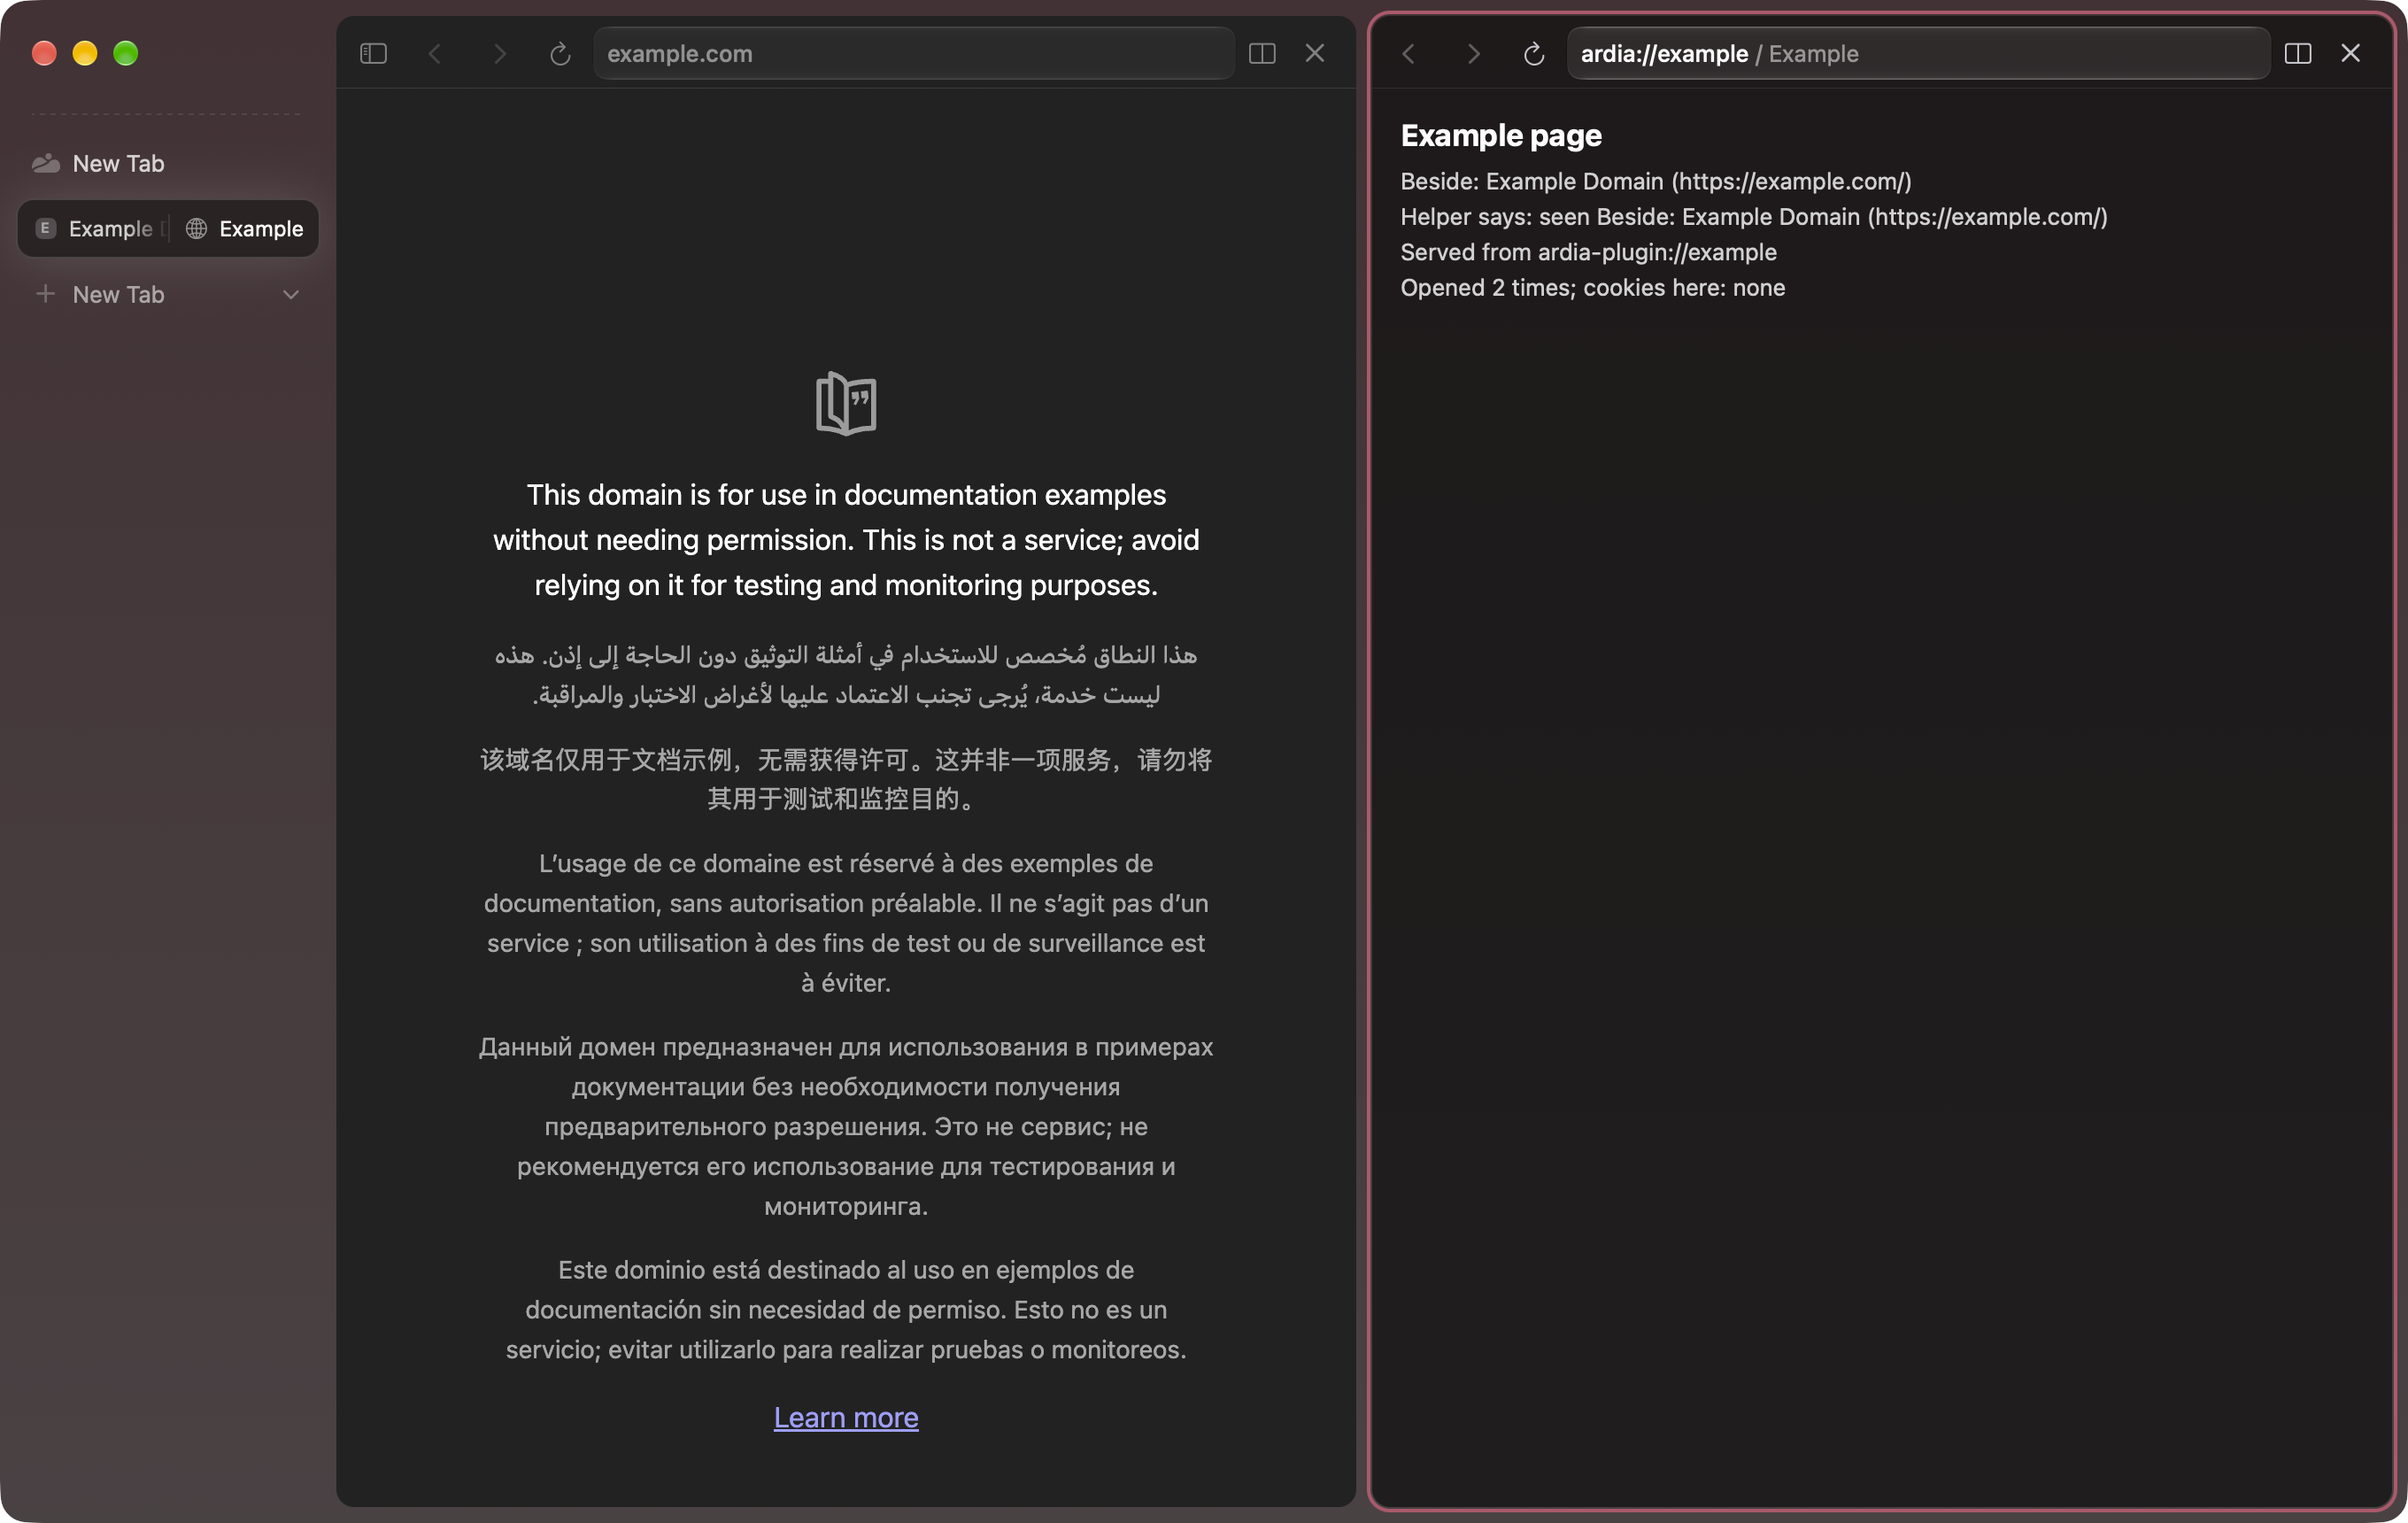 New Tab
E Example
Example
New Tab
example.com
This domain is for use in documentation examples
without needing permission. This is not a service; avoid
relying on it for testing and monitoring purposes.
هذا النطاق مُخصص للاستخدام في أمثلة التوثيق دون الحاجة إلى إذن. هذه
ليست خدمة، يُرجى تجنب الاعتماد عليها لأغراض الاختبار والمراقبة.
该域名仅用于文档示例，无需获得许可。这并非一项服务，请勿将
其用于测试和监控目的。
L’usage de ce domaine est réservé à des exemples de
documentation, sans autorisation préalable. Il ne s’agit pas d’un
service ; son utilisation à des fins de test ou de surveillance est
à éviter.
Данный домен предназначен для использования в примерах
документации без необходимости получения
предварительного разрешения. Это не сервис; не
рекомендуется его использование для тестирования и
мониторинга.
Este dominio está destinado al uso en ejemplos de
documentación sin necesidad de permiso. Esto no es un
servicio; evitar utilizarlo para realizar pruebas o monitoreos.
Learn more
ardia://example / Example
Example page
Beside: Example Domain (https://example.com/)
Helper says: seen Beside: Example Domain (https://example.com/)
Served from ardia-plugin://example
Opened 2 times; cookies here: none